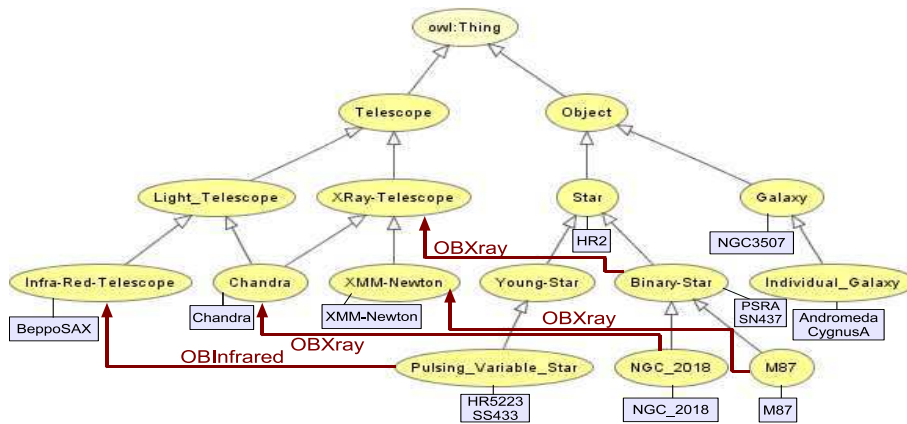 owl:Thing
Telescope
Object
Light_Telescope
XRay-Telescope
Star
Galaxy
HR2
NGC3507
OBXray
Infra-Red-Telescope
Chandra
XMM-Newton
Young-Star
Binary-Star
Individual_Galaxy
BeppoSAX
Chandra
XMM-Newton
PSRA
SN437
Andromeda
CygnusA
OBXray
OBXray
OBInfrared
Pulsing_Variable_Star
NGC_2018
M87
HR5223
SS433
NGC_2018
M87